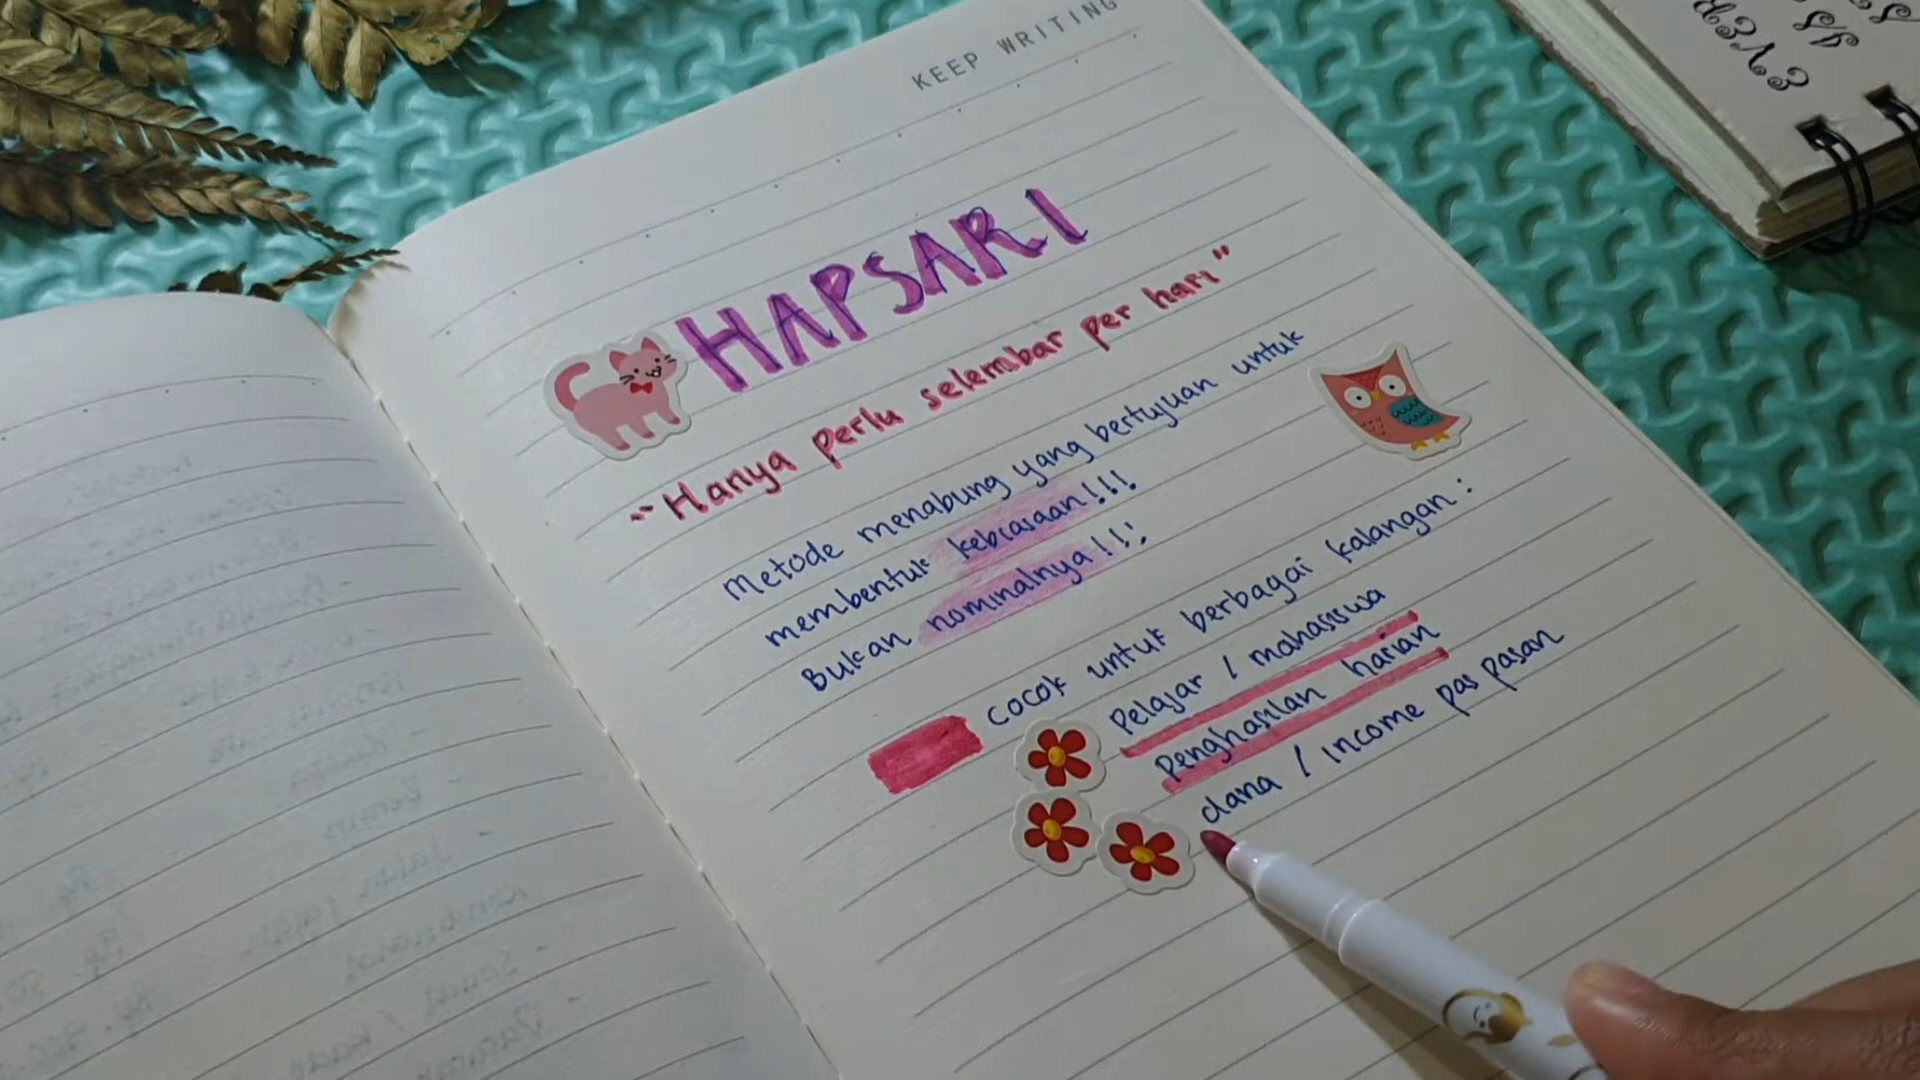 KEEP WRITING
HAPSARI
"Hanya perlu selembar per hari"
Metode menabung yang bertujuan untuk
membentuk kebiasaan!!!
Bukan nominalnya!!!
cocok untuk berbagai kalangan :
Pelajar / mahasiswa
Penghasilan harian
dana / Income pas pasan